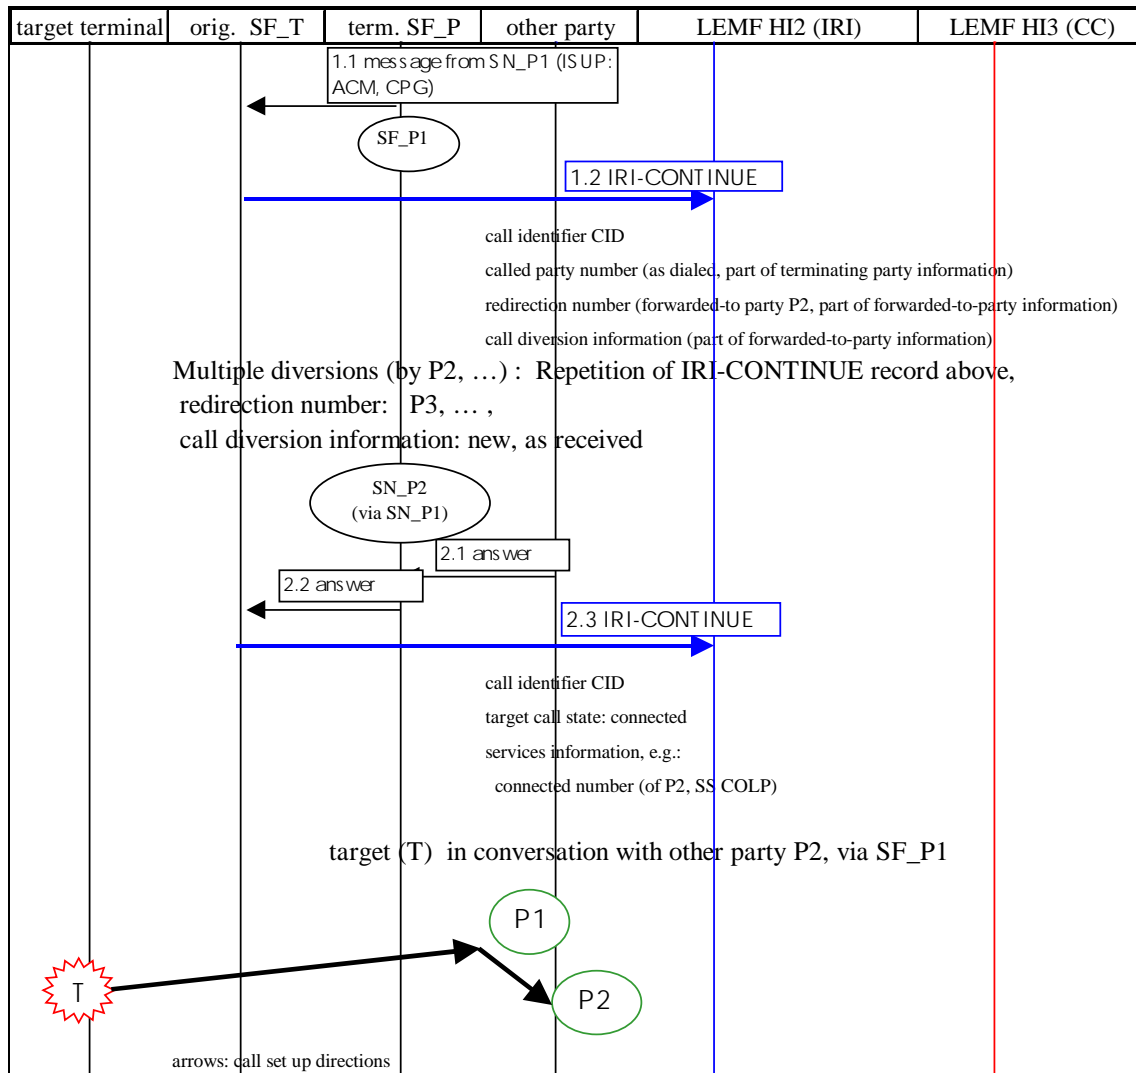 target terminal orig. SF_T term. SF_P other party LEMF HI2 (IRI) LEMF HI3 (CC)
1.1 message from SN_P1 (ISUP:
ACM, CPG)
SF_P1
1.2 IRI-CONTINUE
call identifier CID
called party number (as dialed, part of terminating party information)
redirection number (forwarded-to party P2, part of forwarded-to-party information)
call diversion information (part of forwarded-to-party information)
Multiple diversions (by P2, …) : Repetition of IRI-CONTINUE record above,
redirection number: P3, … ,
call diversion information: new, as received
SN_P2
(via SN_P1)
2.1 answer
2.2 answer
2.3 IRI-CONTINUE
call identifier CID
target call state: connected
services information, e.g.:
connected number (of P2, SS COLP)
target (T) in conversation with other party P2, via SF_P1
P1
T
P2
arrows: call set up directions